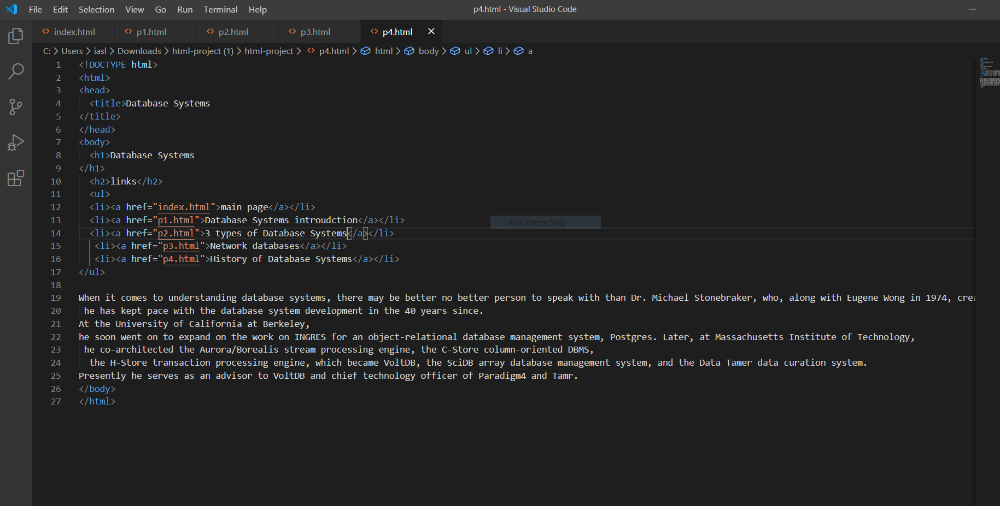 File Edit Selection View Go Run Terminal Help p4.html - Visual Studio Code
index.html p1.html p2.html p3.html p4.html
C: > Users > iasl > Downloads > html-project (1) > html-project > p4.html > html > body > ul > li > a
1 <!DOCTYPE html>
2 <html>
3 <head>
4 <title>Database Systems
5 </title>
6 </head>
7 <body>
8 <h1>Database Systems
9 </h1>
10 <h2>links</h2>
11 <ul>
12 <li><a href="index.html">main page</a></li>
13 <li><a href="p1.html">Database Systems introudction</a></li>
Full-screen Snip
14 <li><a href="p2.html">3 types of Database Systems</a></li>
15 <li><a href="p3.html">Network databases</a></li>
16 <li><a href="p4.html">History of Database Systems</a></li>
17 </ul>
18
19 When it comes to understanding database systems, there may be better no better person to speak with than Dr. Michael Stonebraker, who, along with Eugene Wong in 1974, crea
20 he has kept pace with the database system development in the 40 years since.
21 At the University of California at Berkeley,
22 he soon went on to expand on the work on INGRES for an object-relational database management system, Postgres. Later, at Massachusetts Institute of Technology,
23 he co-architected the Aurora/Borealis stream processing engine, the C-Store column-oriented DBMS,
24 the H-Store transaction processing engine, which became VoltDB, the SciDB array database management system, and the Data Tamer data curation system.
25 Presently he serves as an advisor to VoltDB and chief technology officer of Paradigm4 and Tamr.
26 </body>
27 </html>